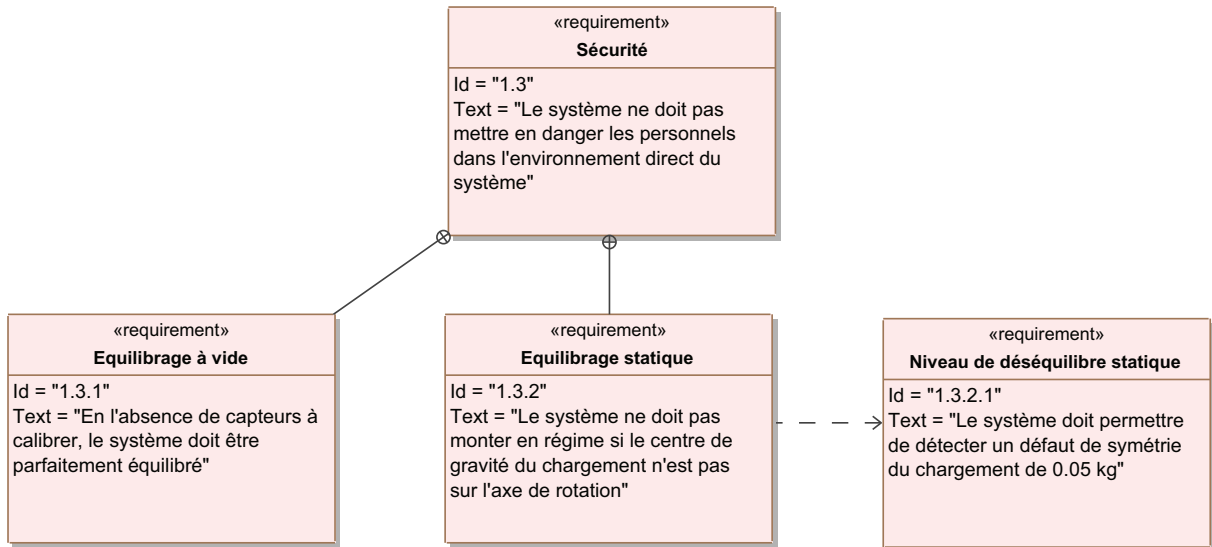 «requirement»
Sécurité
Id = "1.3"
Text = "Le système ne doit pas
mettre en danger les personnels
dans l'environnement direct du
système"
«requirement»
Equilibrage à vide
Id = "1.3.1"
Text = "En l'absence de capteurs à
calibrer, le système doit être
parfaitement équilibré"
«requirement»
Equilibrage statique
Id = "1.3.2"
Text = "Le système ne doit pas
monter en régime si le centre de
gravité du chargement n'est pas
sur l'axe de rotation"
«requirement»
Niveau de déséquilibre statique
Id = "1.3.2.1"
Text = "Le système doit permettre
de détecter un défaut de symétrie
du chargement de 0.05 kg"